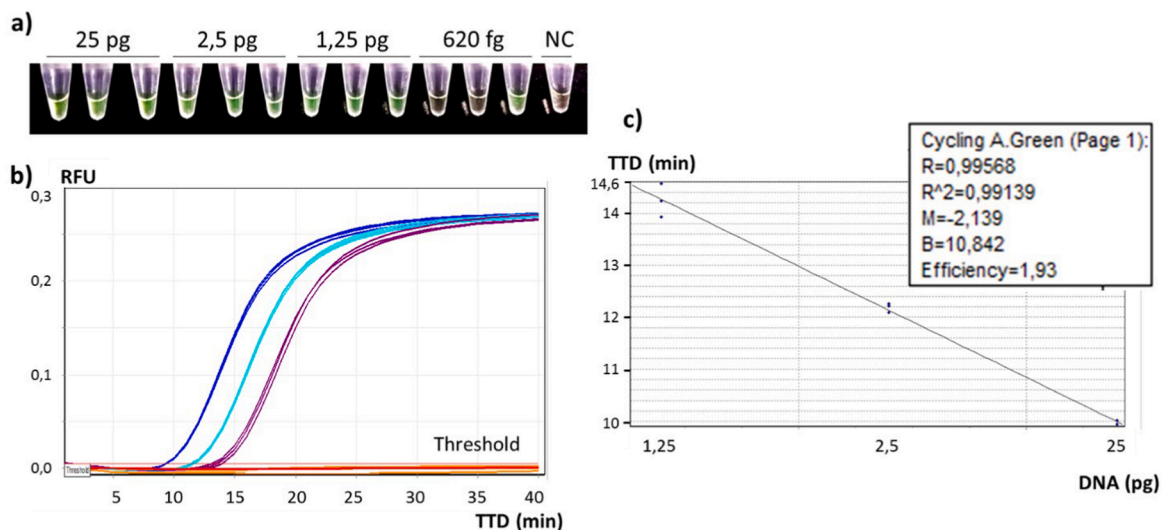 a)
25 pg 2,5 pg 1,25 pg 620 fg NC
b)
RFU
0,3
0,2
0,1
0,0
Threshold
Threshold
5 10 15 20 25 30 35 40
TTD (min)
c)
TTD (min)
14,6
14
13
12
11
10
1,25 2,5 25
DNA (pg)
Cycling A.Green (Page 1):
R=0,99568
R^2=0,99139
M=-2,139
B=10,842
Efficiency=1,93